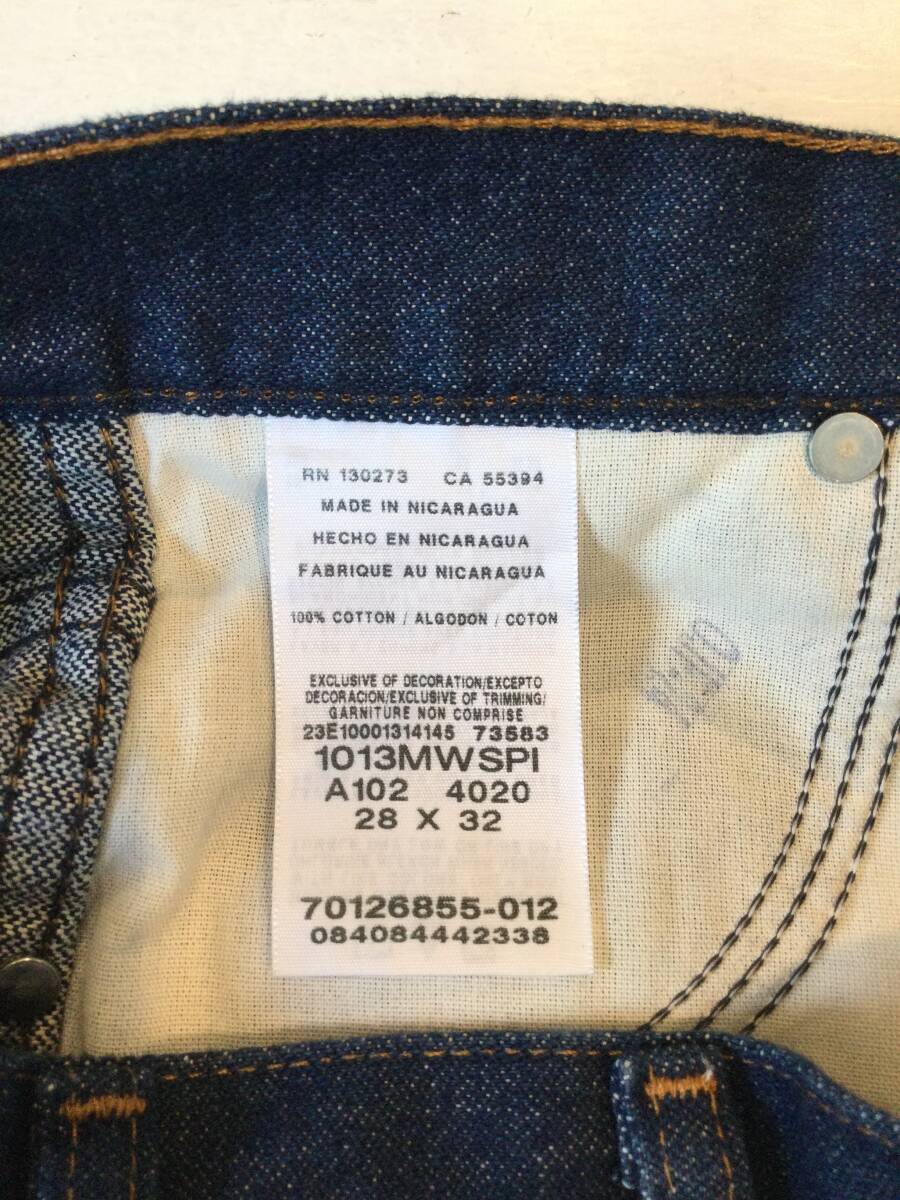 RN 130273 CA 55394
MADE IN NICARAGUA
HECHO EN NICARAGUA
FABRIQUE AU NICARAGUA
100% COTTON / ALGODON / COTON
EXCLUSIVE OF DECORATION/EXCEPTO
DECORACION/EXCLUSIVE OF TRIMMING/
GARNITURE NON COMPRISE
23E10001314145 73583
1013MWSPI
A102 4020
28 X 32
70126855-012
084084442338